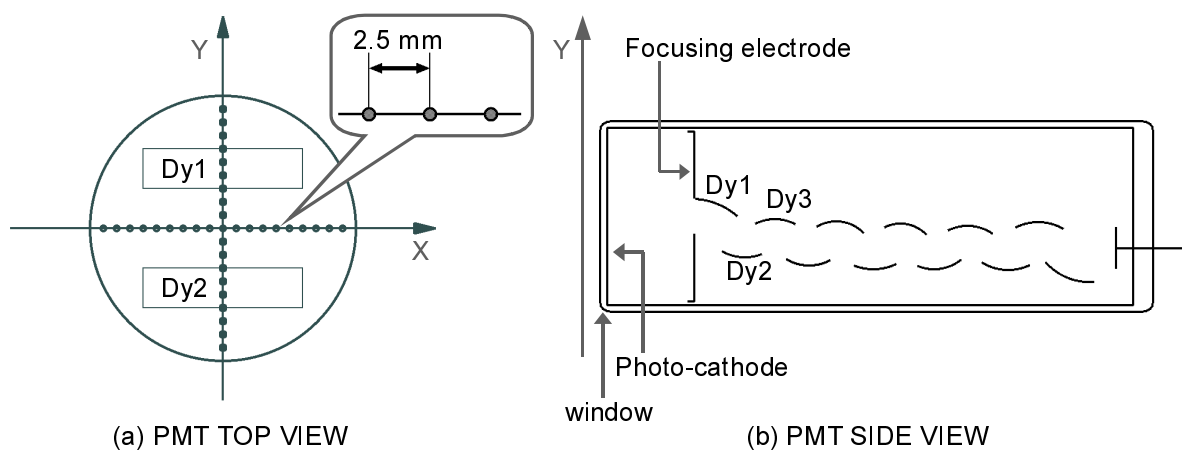 Y
2.5 mm
Dy1
X
Dy2
(a) PMT TOP VIEW
Y
Focusing electrode
Dy1
Dy3
Dy2
Photo-cathode
window
(b) PMT SIDE VIEW